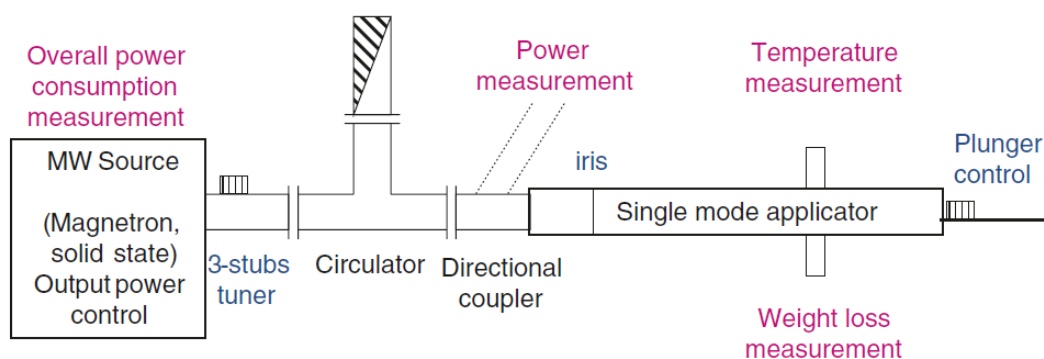 Overall power
consumption
measurement
MW Source
(Magnetron,
solid state)
Output power
control
3-stubs
tuner
Circulator
Directional
coupler
Power
measurement
iris
Single mode applicator
Temperature
measurement
Weight loss
measurement
Plunger
control